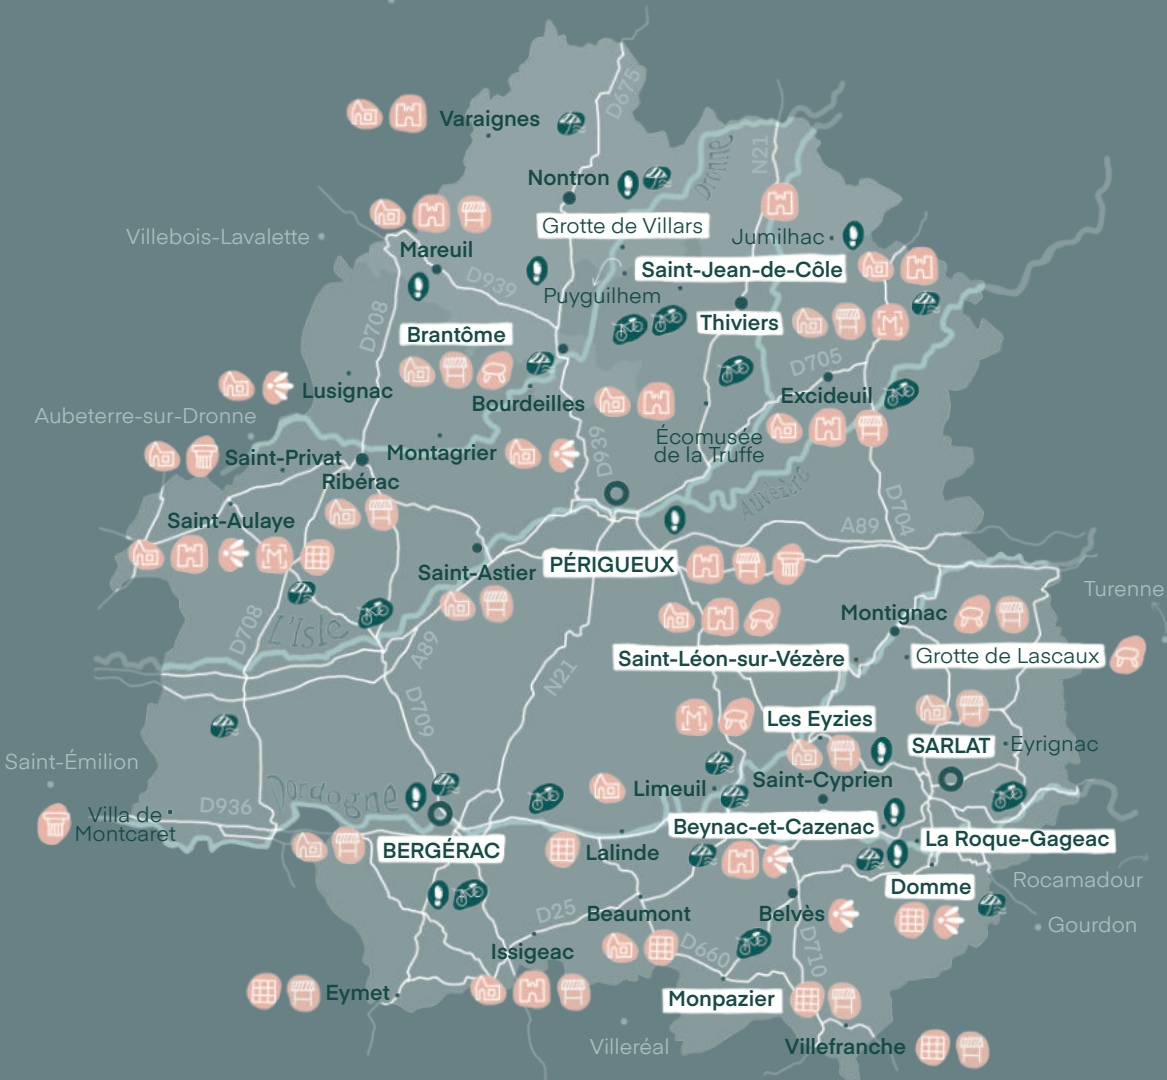 D675
Varaignes
Dronne
N21
Nontron
Grotte de Villars
Jumilhac
Villebois-Lavalette
Mareuil
Saint-Jean-de-Côle
D939
Puyguilhem
Thiviers
D708
Brantôme
D705
Lusignac
Bourdeilles
Excideuil
Aubeterre-sur-Dronne
Écomusée
de la Truffe
Saint-Privat
Montagrier
D939
Ribérac
Auvézère
D704
Saint-Aulaye
A89
PÉRIGUEUX
Saint-Astier
Turenne
Montignac
L'Isle
D708
A89
Saint-Léon-sur-Vézère
Grotte de Lascaux
N21
D709
Les Eyzies
SARLAT
Eyrignac
Saint-Émilion
Saint-Cyprien
Limeuil
Dordogne
D936
Villa de
Montcaret
Beynac-et-Cazenac
La Roque-Gageac
BERGÉRAC
Lalinde
Rocamadour
Domme
D25
Beaumont
Belvès
Gourdon
D660
D710
Issigeac
Eymet
Monpazier
Villeréal
Villefranche